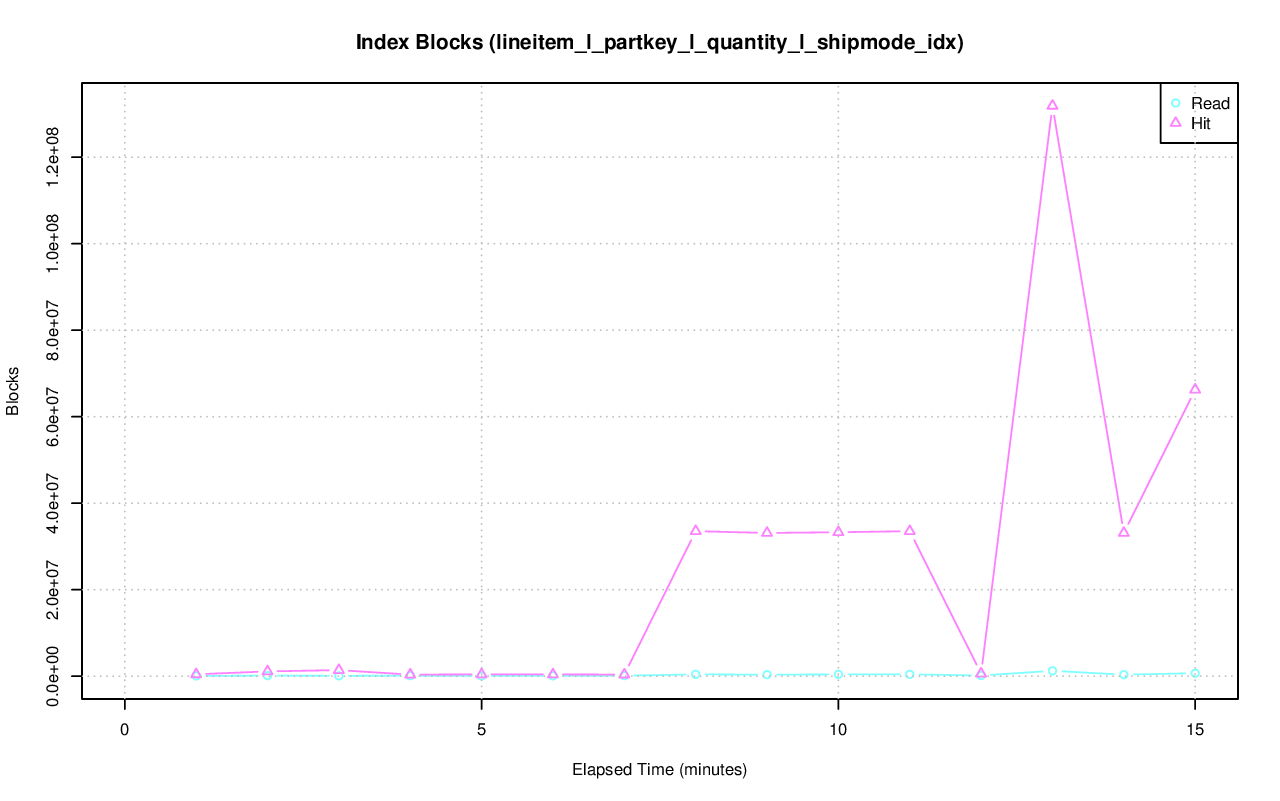 Index Blocks (lineitem_l_partkey_l_quantity_l_shipmode_idx)
Read
Hit
Blocks
0.0e+00
2.0e+07
4.0e+07
6.0e+07
8.0e+07
1.0e+08
1.2e+08
0 5 10 15
Elapsed Time (minutes)